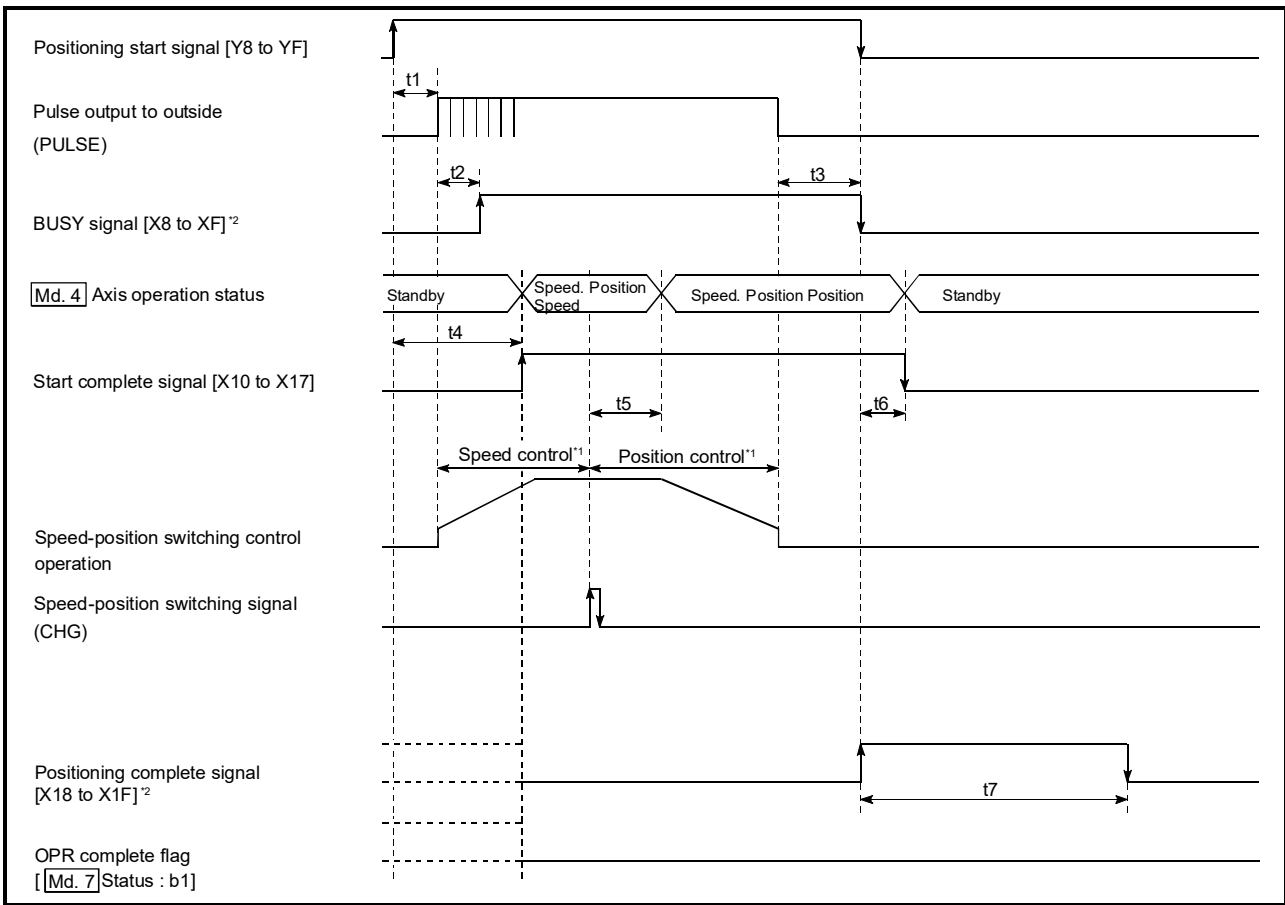 Positioning start signal [Y8 to YF]
t1
Pulse output to outside
(PULSE)
t2
t3
BUSY signal [X8 to XF]*2
Md. 4 Axis operation status
Standby
Speed. Position
Speed
Speed. Position Position
Standby
t4
Start complete signal [X10 to X17]
t5
t6
Speed control*1
Position control*1
Speed-position switching control
operation
Speed-position switching signal
(CHG)
Positioning complete signal
[X18 to X1F]*2
t7
OPR complete flag
[ Md. 7 Status : b1]